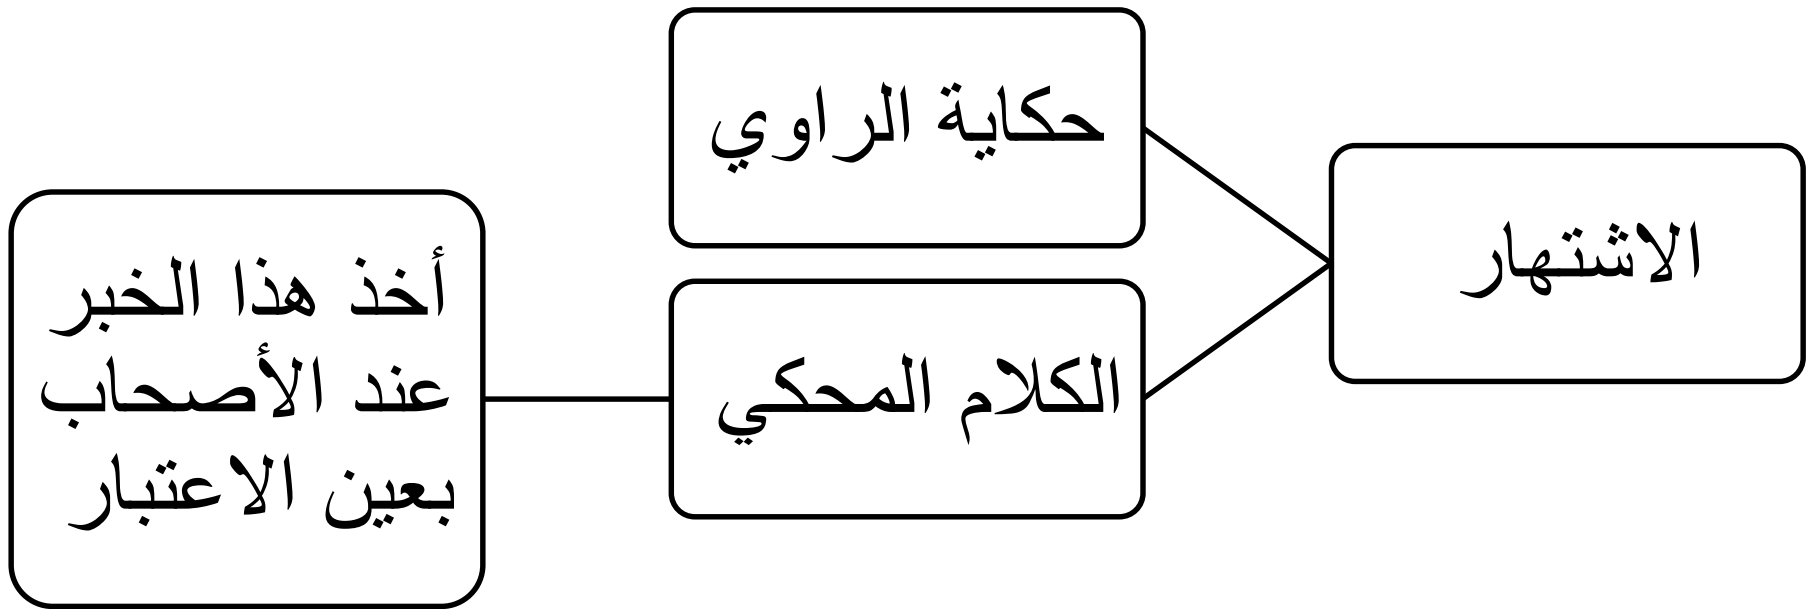 الاشتهار
حكاية الراوي
الكلام المحكي
أخذ هذا الخبر
عند الأصحاب
بعين الاعتبار